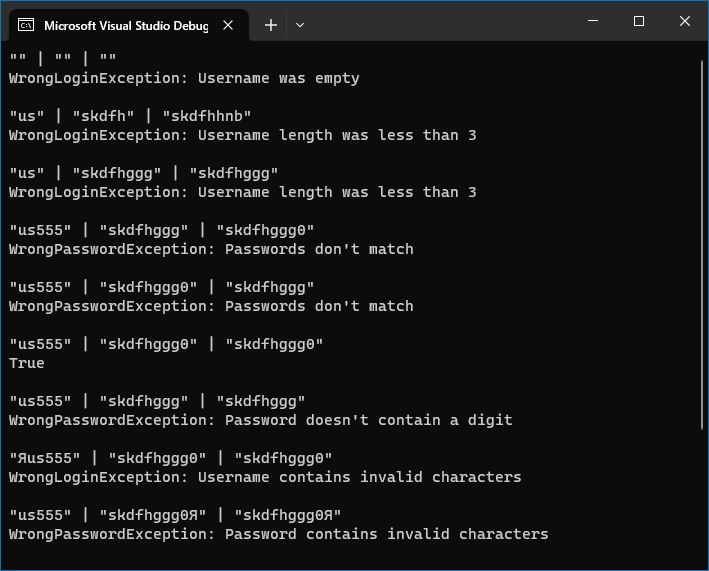 Microsoft Visual Studio Debug
"" | "" | ""
WrongLoginException: Username was empty
"us" | "skdfh" | "skdfhhnb"
WrongLoginException: Username length was less than 3
"us" | "skdfhggg" | "skdfhggg"
WrongLoginException: Username length was less than 3
"us555" | "skdfhggg" | "skdfhggg0"
WrongPasswordException: Passwords don't match
"us555" | "skdfhggg0" | "skdfhggg"
WrongPasswordException: Passwords don't match
"us555" | "skdfhggg0" | "skdfhggg0"
True
"us555" | "skdfhggg" | "skdfhggg"
WrongPasswordException: Password doesn't contain a digit
"Яus555" | "skdfhggg0" | "skdfhggg0"
WrongLoginException: Username contains invalid characters
"us555" | "skdfhggg0Я" | "skdfhggg0Я"
WrongPasswordException: Password contains invalid characters